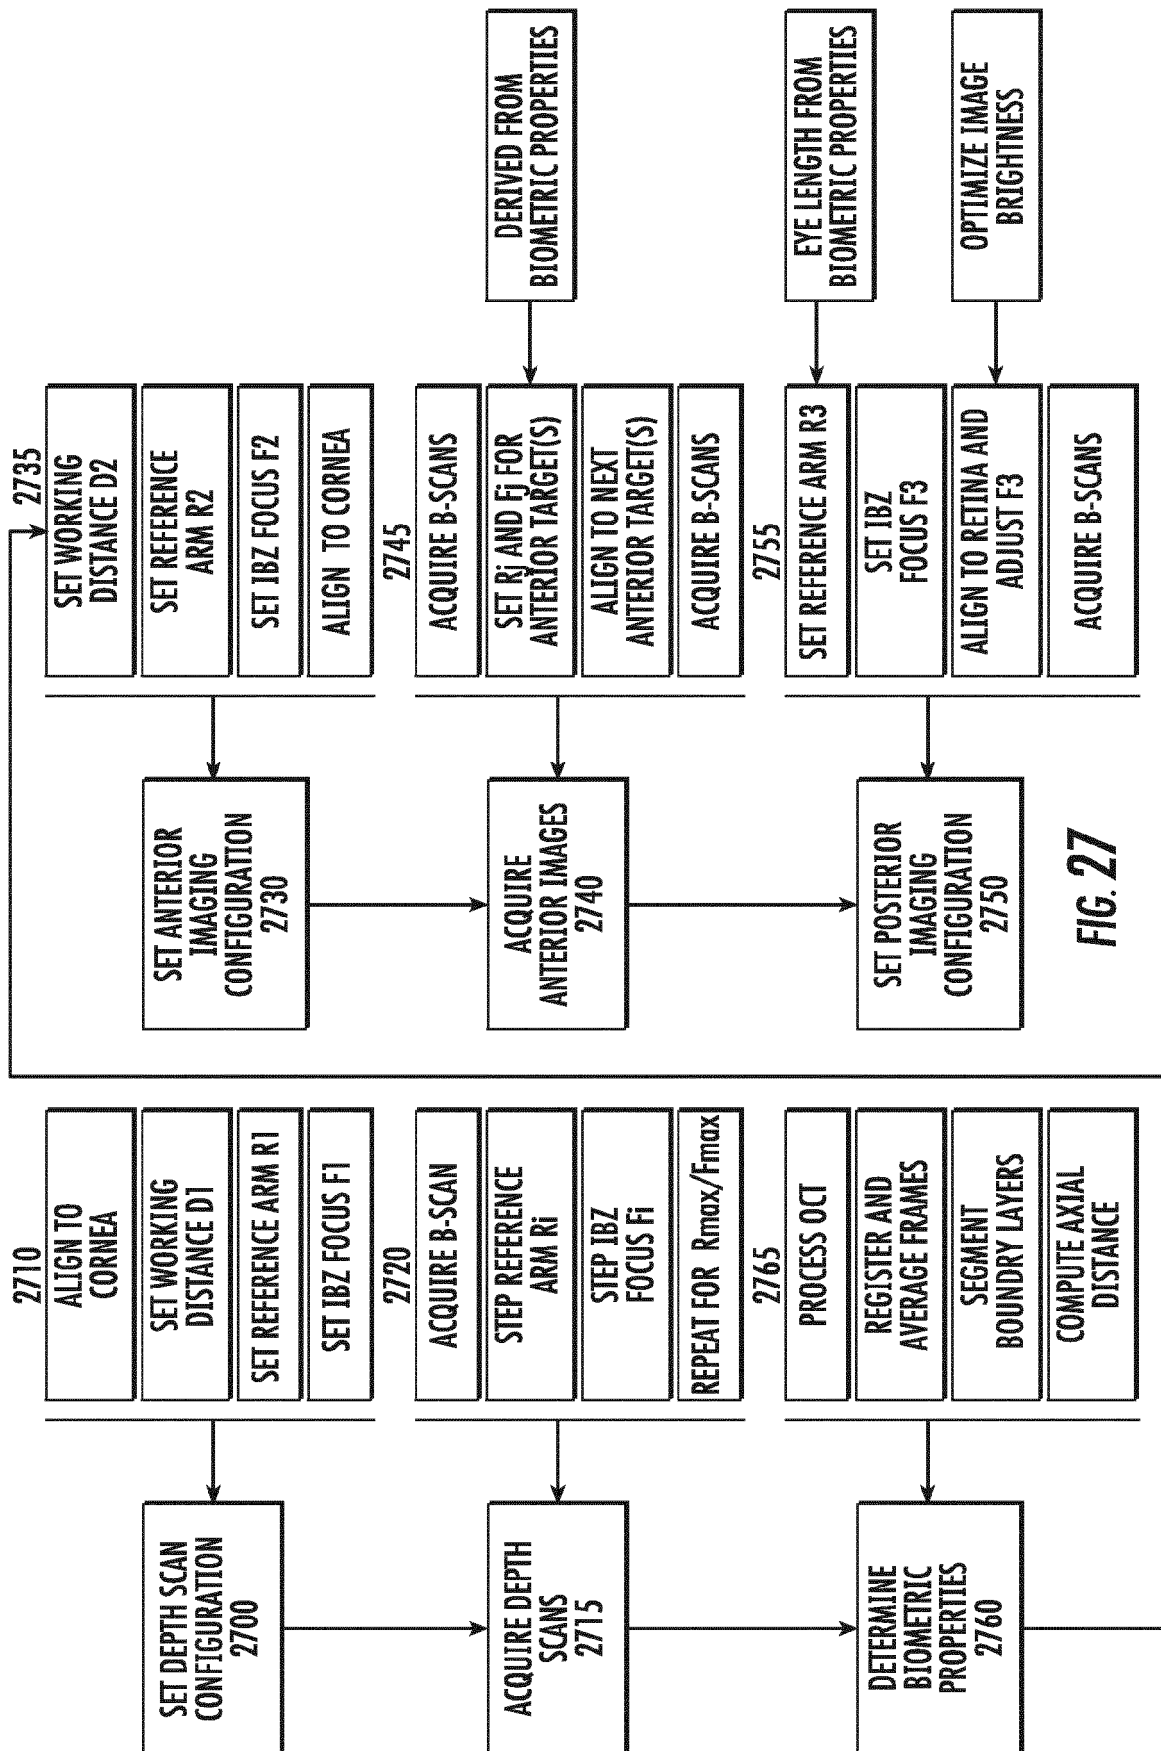 SET DEPTH SCAN
CONFIGURATION
2700
2710
ALIGN TO
CORNEA
SET WORKING
DISTANCE D1
SET REFERENCE ARM R1
SET IBZ FOCUS F1
ACQUIRE DEPTH
SCANS
2715
2720
ACQUIRE B-SCAN
STEP REFERENCE
ARM Ri
STEP IBZ
FOCUS Fi
REPEAT FOR Rmax/Fmax
DETERMINE
BIOMETRIC
PROPERTIES
2760
2765
PROCESS OCT
REGISTER AND
AVERAGE FRAMES
SEGMENT
BOUNDRY LAYERS
COMPUTE AXIAL
DISTANCE
SET ANTERIOR
IMAGING
CONFIGURATION
2730
2735
SET WORKING
DISTANCE D2
SET REFERENCE
ARM R2
SET IBZ FOCUS F2
ALIGN TO CORNEA
ACQUIRE
ANTERIOR IMAGES
2740
2745
ACQUIRE B-SCANS
SET Rj AND Fj FOR
ANTERIOR TARGET(S)
ALIGN TO NEXT
ANTERIOR TARGET(S)
ACQUIRE B-SCANS
DERIVED FROM
BIOMETRIC PROPERTIES
SET POSTERIOR
IMAGING
CONFIGURATION
2750
2755
SET REFERENCE ARM R3
SET IBZ
FOCUS F3
ALIGN TO RETINA AND
ADJUST F3
ACQUIRE B-SCANS
EYE LENGTH FROM
BIOMETRIC PROPERTIES
OPTIMIZE IMAGE
BRIGHTNESS
FIG. 27